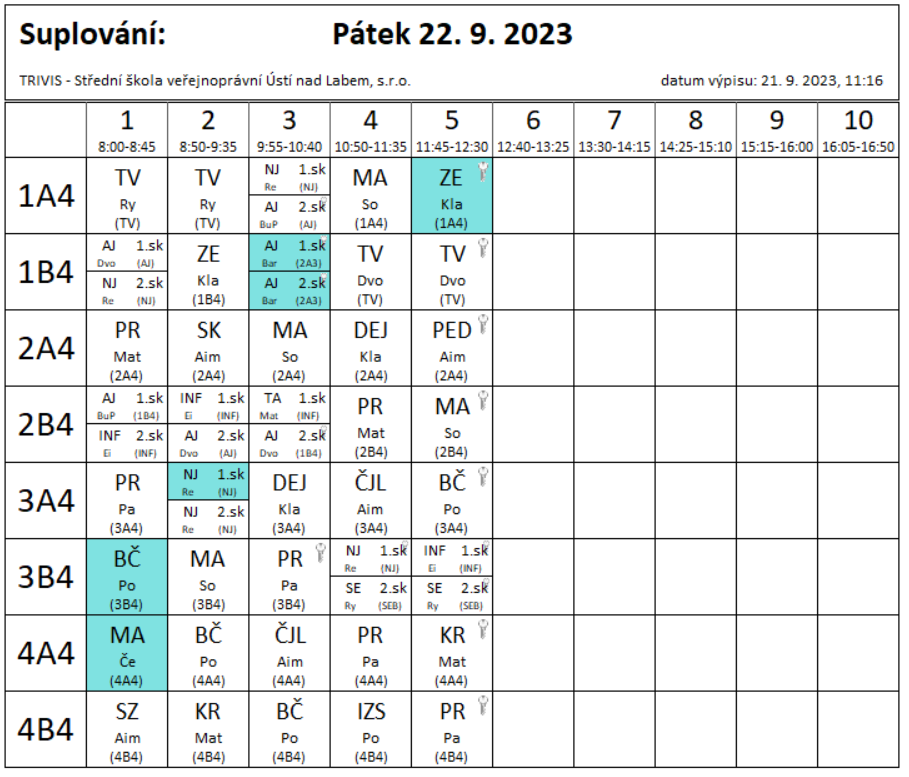 Suplování: Pátek 22. 9. 2023
TRIVIS - Střední škola veřejnoprávní Ústí nad Labem, s.r.o. datum výpisu: 21. 9. 2023, 11:16
1 2 3 4 5 6 7 8 9 10
8:00-8:45 8:50-9:35 9:55-10:40 10:50-11:35 11:45-12:30 12:40-13:25 13:30-14:15 14:25-15:10 15:15-16:00 16:05-16:50
1A4
TV Ry (TV)
TV Ry (TV)
NJ 1.sk Re (NJ)
AJ 2.sk BuP (AJ)
MA So (1A4)
ZE Kla (1A4)
1B4
AJ 1.sk Dvo (AJ)
NJ 2.sk Re (NJ)
ZE Kla (1B4)
AJ 1.sk Bar (2A3)
AJ 2.sk Bar (2A3)
TV Dvo (TV)
TV Dvo (TV)
2A4
PR Mat (2A4)
SK Aim (2A4)
MA So (2A4)
DEJ Kla (2A4)
PED Aim (2A4)
2B4
AJ 1.sk BuP (1B4)
INF 2.sk Ei (INF)
INF 1.sk Ei (INF)
AJ 2.sk Dvo (AJ)
TA 1.sk Mat (INF)
AJ 2.sk Dvo (1B4)
PR Mat (2B4)
MA So (2B4)
3A4
PR Pa (3A4)
NJ 1.sk Re (NJ)
NJ 2.sk Re (NJ)
DEJ Kla (3A4)
ČJL Aim (3A4)
BČ Po (3A4)
3B4
BČ Po (3B4)
MA So (3B4)
PR Pa (3B4)
NJ 1.sk Re (NJ)
SE 2.sk Ry (SEB)
INF 1.sk Ei (INF)
SE 2.sk Ry (SEB)
4A4
MA Če (4A4)
BČ Po (4A4)
ČJL Aim (4A4)
PR Pa (4A4)
KR Mat (4A4)
4B4
SZ Aim (4B4)
KR Mat (4B4)
BČ Po (4B4)
IZS Po (4B4)
PR Pa (4B4)